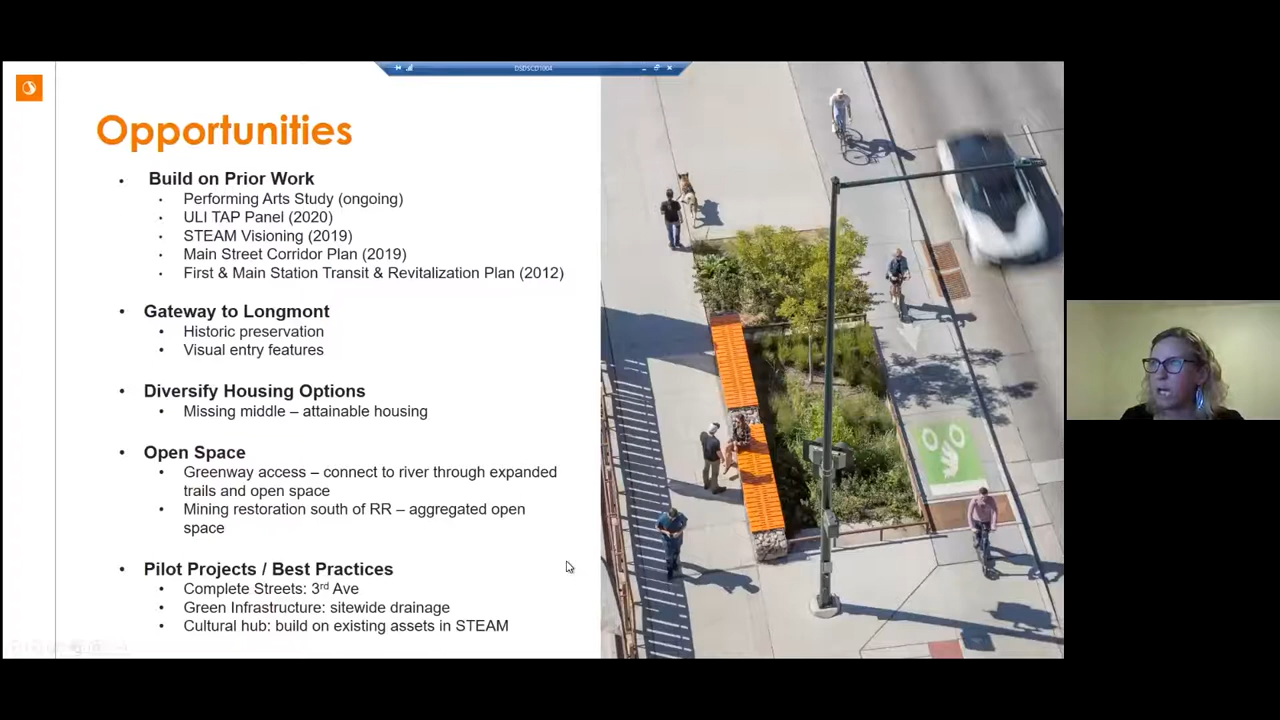 DSDSCD1004
Opportunities
• Build on Prior Work
• Performing Arts Study (ongoing)
• ULI TAP Panel (2020)
• STEAM Visioning (2019)
• Main Street Corridor Plan (2019)
• First & Main Station Transit & Revitalization Plan (2012)
• Gateway to Longmont
• Historic preservation
• Visual entry features
• Diversify Housing Options
• Missing middle – attainable housing
• Open Space
• Greenway access – connect to river through expanded
trails and open space
• Mining restoration south of RR – aggregated open
space
• Pilot Projects / Best Practices
• Complete Streets: 3rd Ave
• Green Infrastructure: sitewide drainage
• Cultural hub: build on existing assets in STEAM